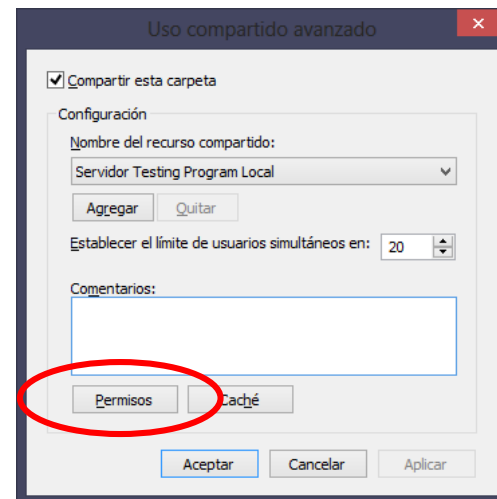 Uso compartido avanzado
Compartir esta carpeta
Configuración
Nombre del recurso compartido:
Servidor Testing Program Local
Agregar Quitar
Establecer el límite de usuarios simultáneos en: 20
Comentarios:
Permisos Caché
Aceptar Cancelar Aplicar